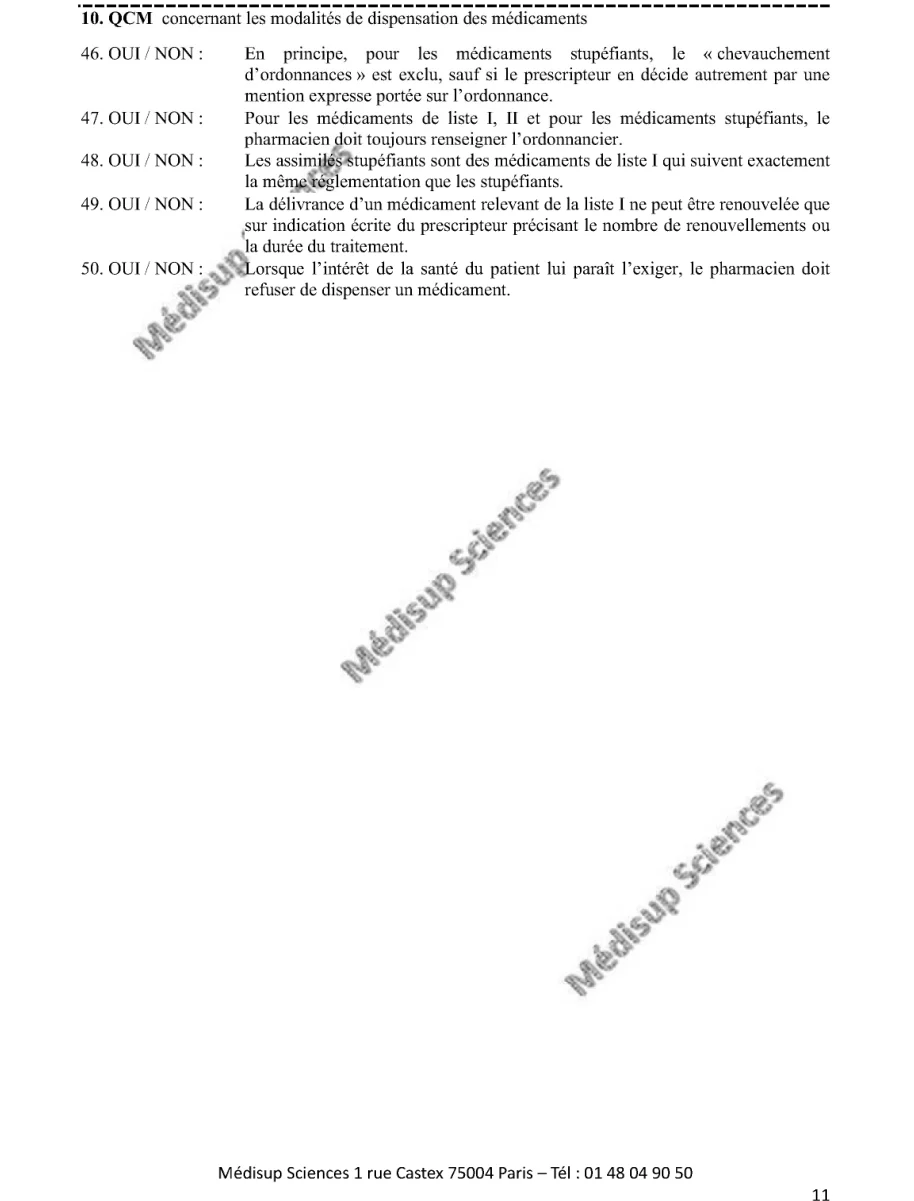 10. QCM concernant les modalités de dispensation des médicaments
46. OUI / NON : En principe, pour les médicaments stupéfiants, le « chevauchement
d’ordonnances » est exclu, sauf si le prescripteur en décide autrement par une
mention expresse portée sur l’ordonnance.
47. OUI / NON : Pour les médicaments de liste I, II et pour les médicaments stupéfiants, le
pharmacien doit toujours renseigner l’ordonnancier.
48. OUI / NON : Les assimilés stupéfiants sont des médicaments de liste I qui suivent exactement
la même réglementation que les stupéfiants.
49. OUI / NON : La délivrance d’un médicament relevant de la liste I ne peut être renouvelée que
sur indication écrite du prescripteur précisant le nombre de renouvellements ou
la durée du traitement.
50. OUI / NON : Lorsque l’intérêt de la santé du patient lui paraît l’exiger, le pharmacien doit
refuser de dispenser un médicament.
Médisup ences
Médisup Sciences
Médisup Sciences
Médisup Sciences 1 rue Castex 75004 Paris – Tél : 01 48 04 90 50
11